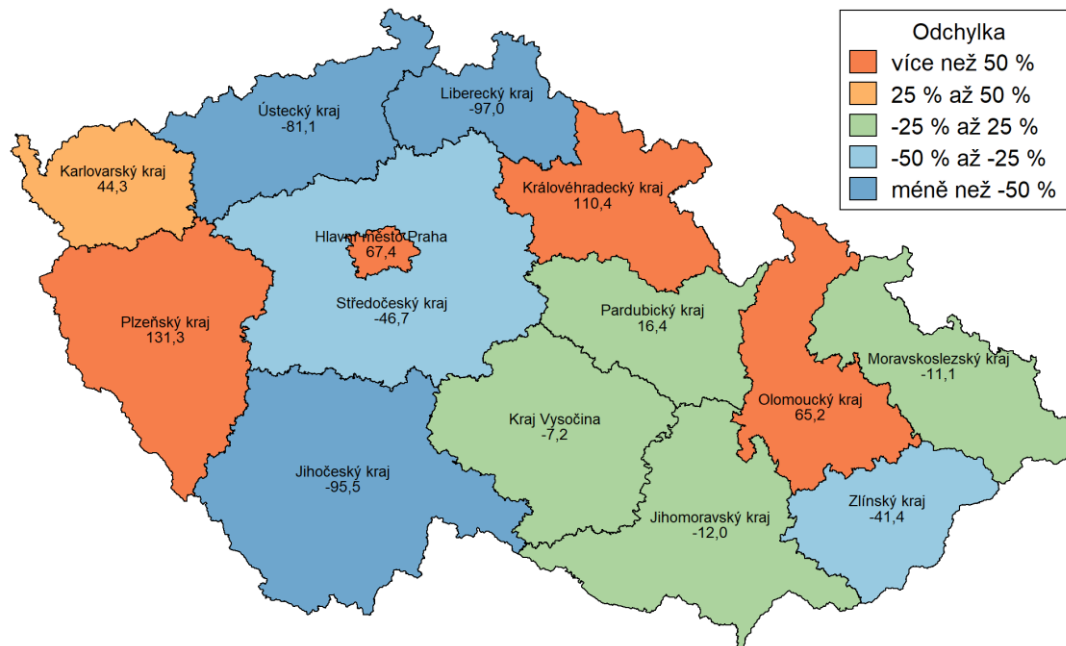 Odchylka
více než 50 %
25 % až 50 %
-25 % až 25 %
-50 % až -25 %
méně než -50 %
Liberecký kraj
-97,0
Ústecký kraj
-81,1
Karlovarský kraj
44,3
Královéhradecký kraj
110,4
Hlavní město Praha
67,4
Středočeský kraj
-46,7
Pardubický kraj
16,4
Plzeňský kraj
131,3
Moravskoslezský kraj
-11,1
Olomoucký kraj
65,2
Kraj Vysočina
-7,2
Jihočeský kraj
-95,5
Zlínský kraj
-41,4
Jihomoravský kraj
-12,0